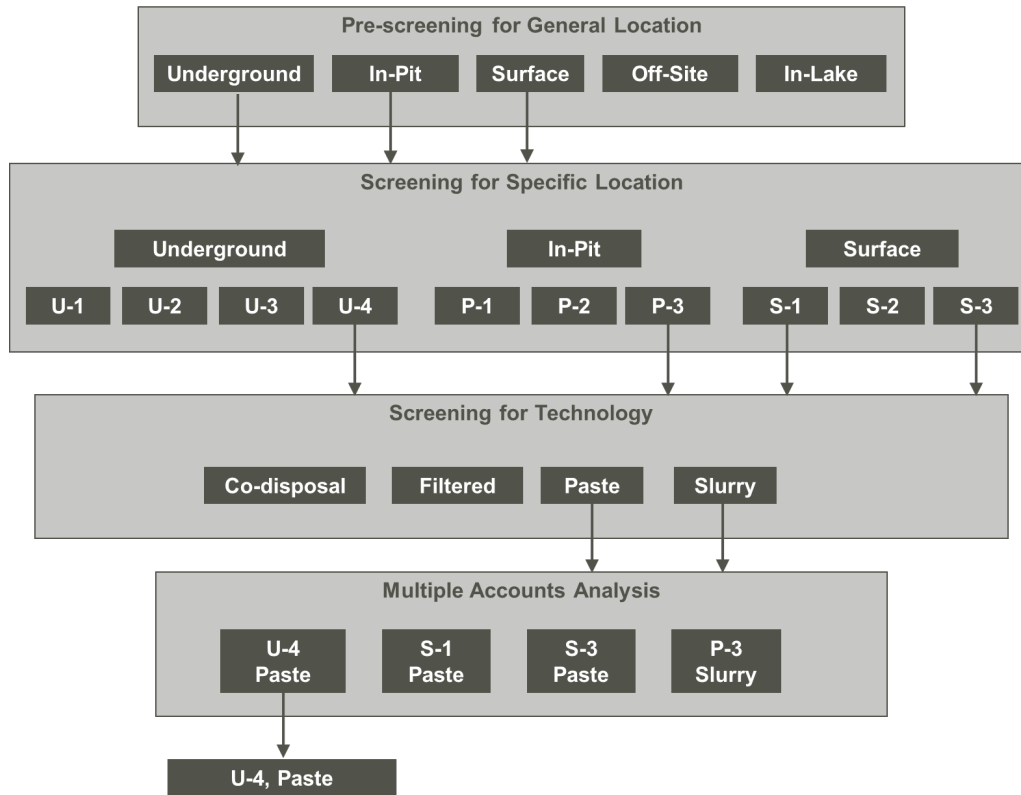 Pre-screening for General Location
Underground In-Pit Surface Off-Site In-Lake
Screening for Specific Location
Underground In-Pit Surface
U-1 U-2 U-3 U-4 P-1 P-2 P-3 S-1 S-2 S-3
Screening for Technology
Co-disposal Filtered Paste Slurry
Multiple Accounts Analysis
U-4 S-1 S-3 P-3
Paste Paste Paste Slurry
U-4, Paste